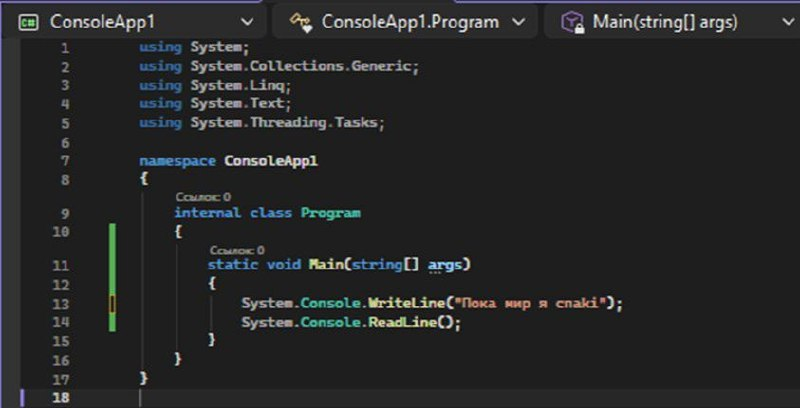 ConsoleApp1 ConsoleApp1.Program Main(string[] args)
1 using System;
2 using System.Collections.Generic;
3 using System.Linq;
4 using System.Text;
5 using System.Threading.Tasks;
6
7 namespace ConsoleApp1
8 {
Ссылок: 0
9 internal class Program
10 {
Ссылок: 0
11 static void Main(string[] args)
12 {
13 System.Console.WriteLine("Пока мир я cnaki");
14 System.Console.ReadLine();
15 }
16 }
17 }
18